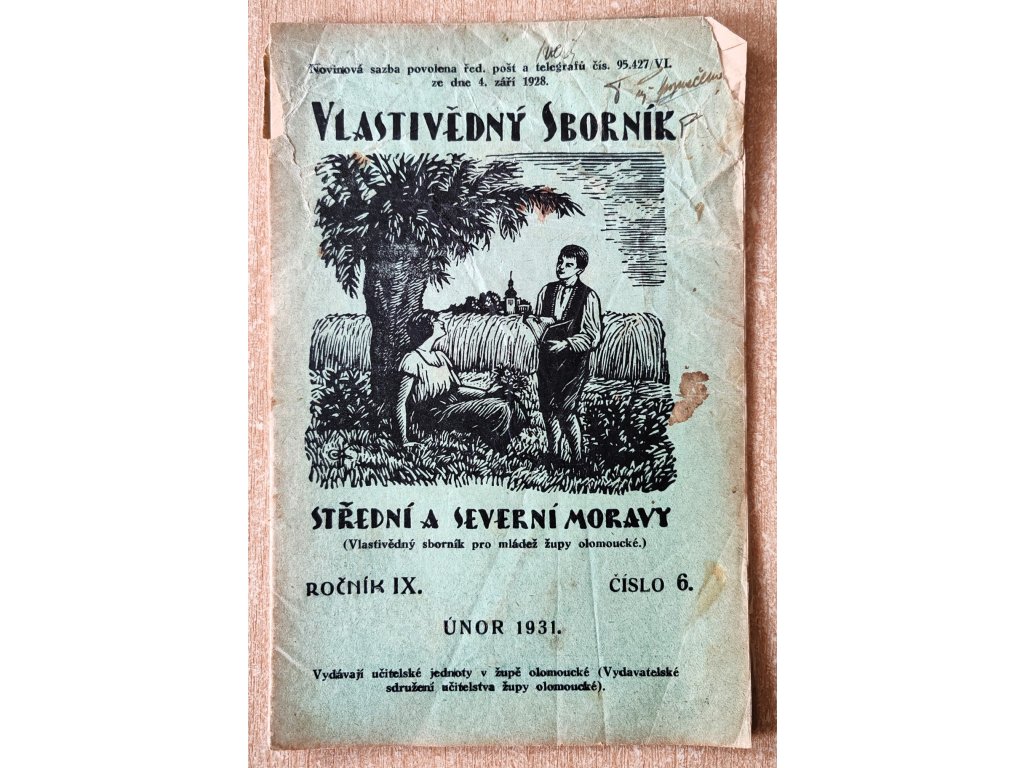 Novinová sazba povolena řed. pošt a telegrafů čís. 95.427/VI.
ze dne 4. září 1928.
VLASTIVĚDNÝ SBORNÍK
STŘEDNÍ A SEVERNÍ MORAVY
(Vlastivědný sborník pro mládež župy olomoucké.)
ROČNÍK IX. ČÍSLO 6.
ÚNOR 1931.
Vydávají učitelské jednoty v župě olomoucké (Vydavatelské
sdružení učitelstva župy olomoucké).